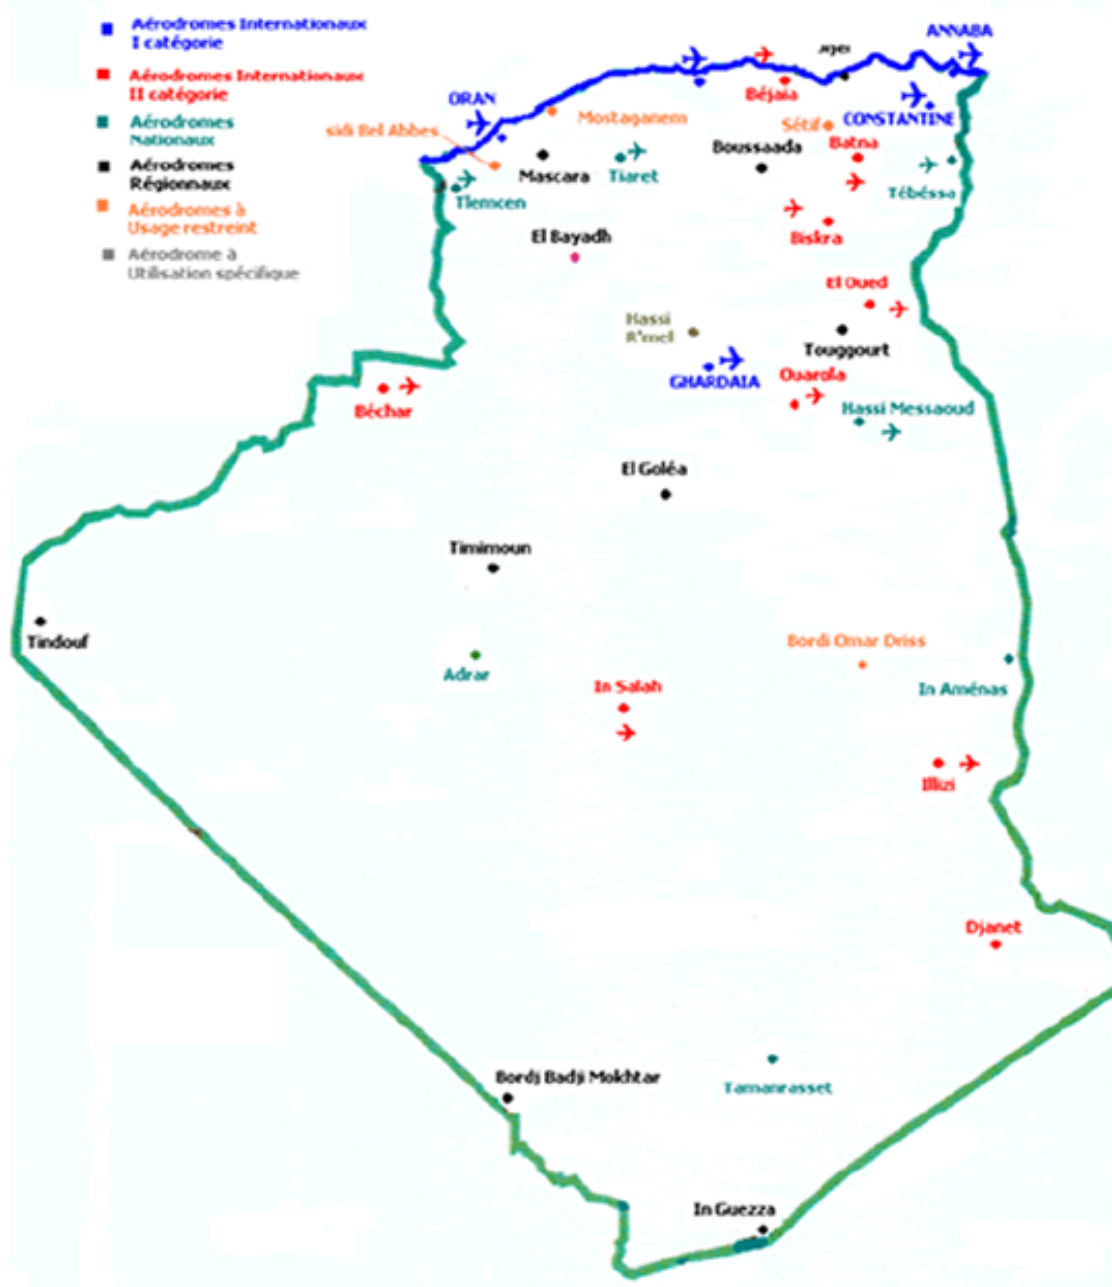 Aérodromes Internationaux
I catégorie
Aérodromes Internationaux
II catégorie
Aérodromes
Nationaux
Aérodromes
Régionnaux
Aérodromes à
Usage restreint
Aérodrome à
Utilisation spécifique
ANNABA
ORAN
Béjaia
CONSTANTINE
Mostaganem
sidi Bel Abbes
Sétif
Batna
Boussaada
Mascara
Tiaret
Tébéssa
Tlemcen
El Bayadh
Biskra
El Oued
Hassi
R'mel
Touggourt
GHARDAIA
Ouargla
Béchar
Hassi Messaoud
El Goléa
Timimoun
Tindouf
Bordj Omar Driss
Adrar
In Salah
In Aménas
Illizi
Djanet
Bordj Badji Mokhtar
Tamanrasset
In Guezza